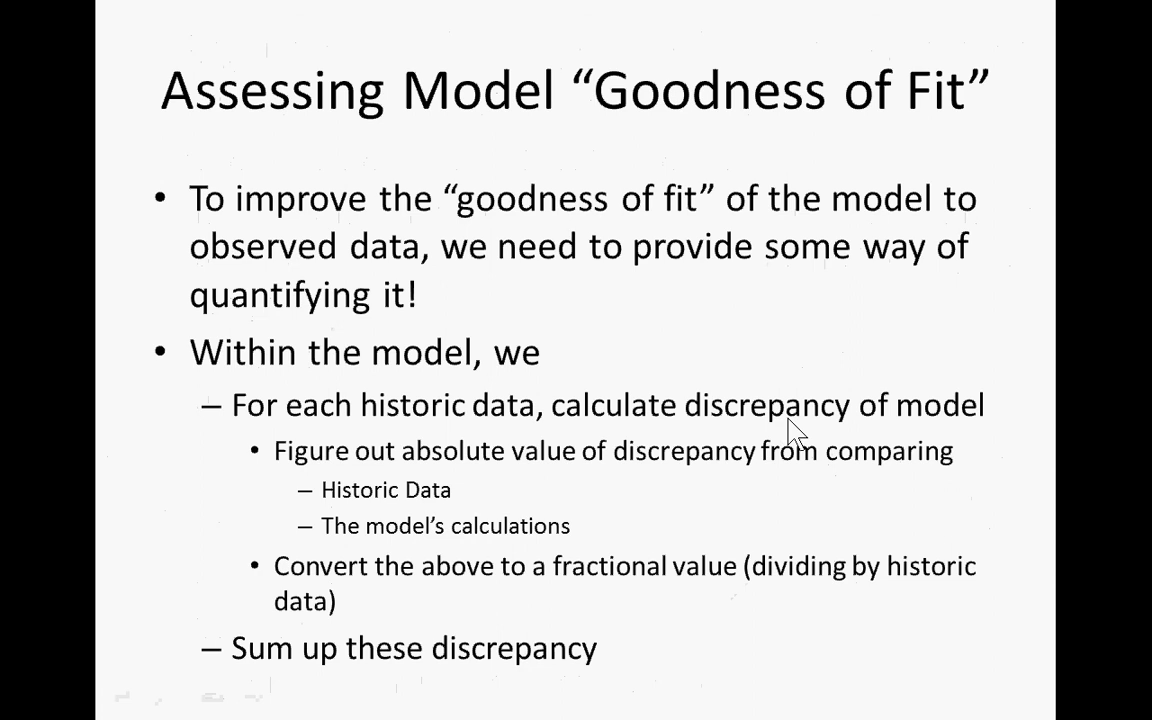 Assessing Model “Goodness of Fit”
• To improve the “goodness of fit” of the model to
observed data, we need to provide some way of
quantifying it!
• Within the model, we
– For each historic data, calculate discrepancy of model
• Figure out absolute value of discrepancy from comparing
– Historic Data
– The model’s calculations
• Convert the above to a fractional value (dividing by historic
data)
– Sum up these discrepancy